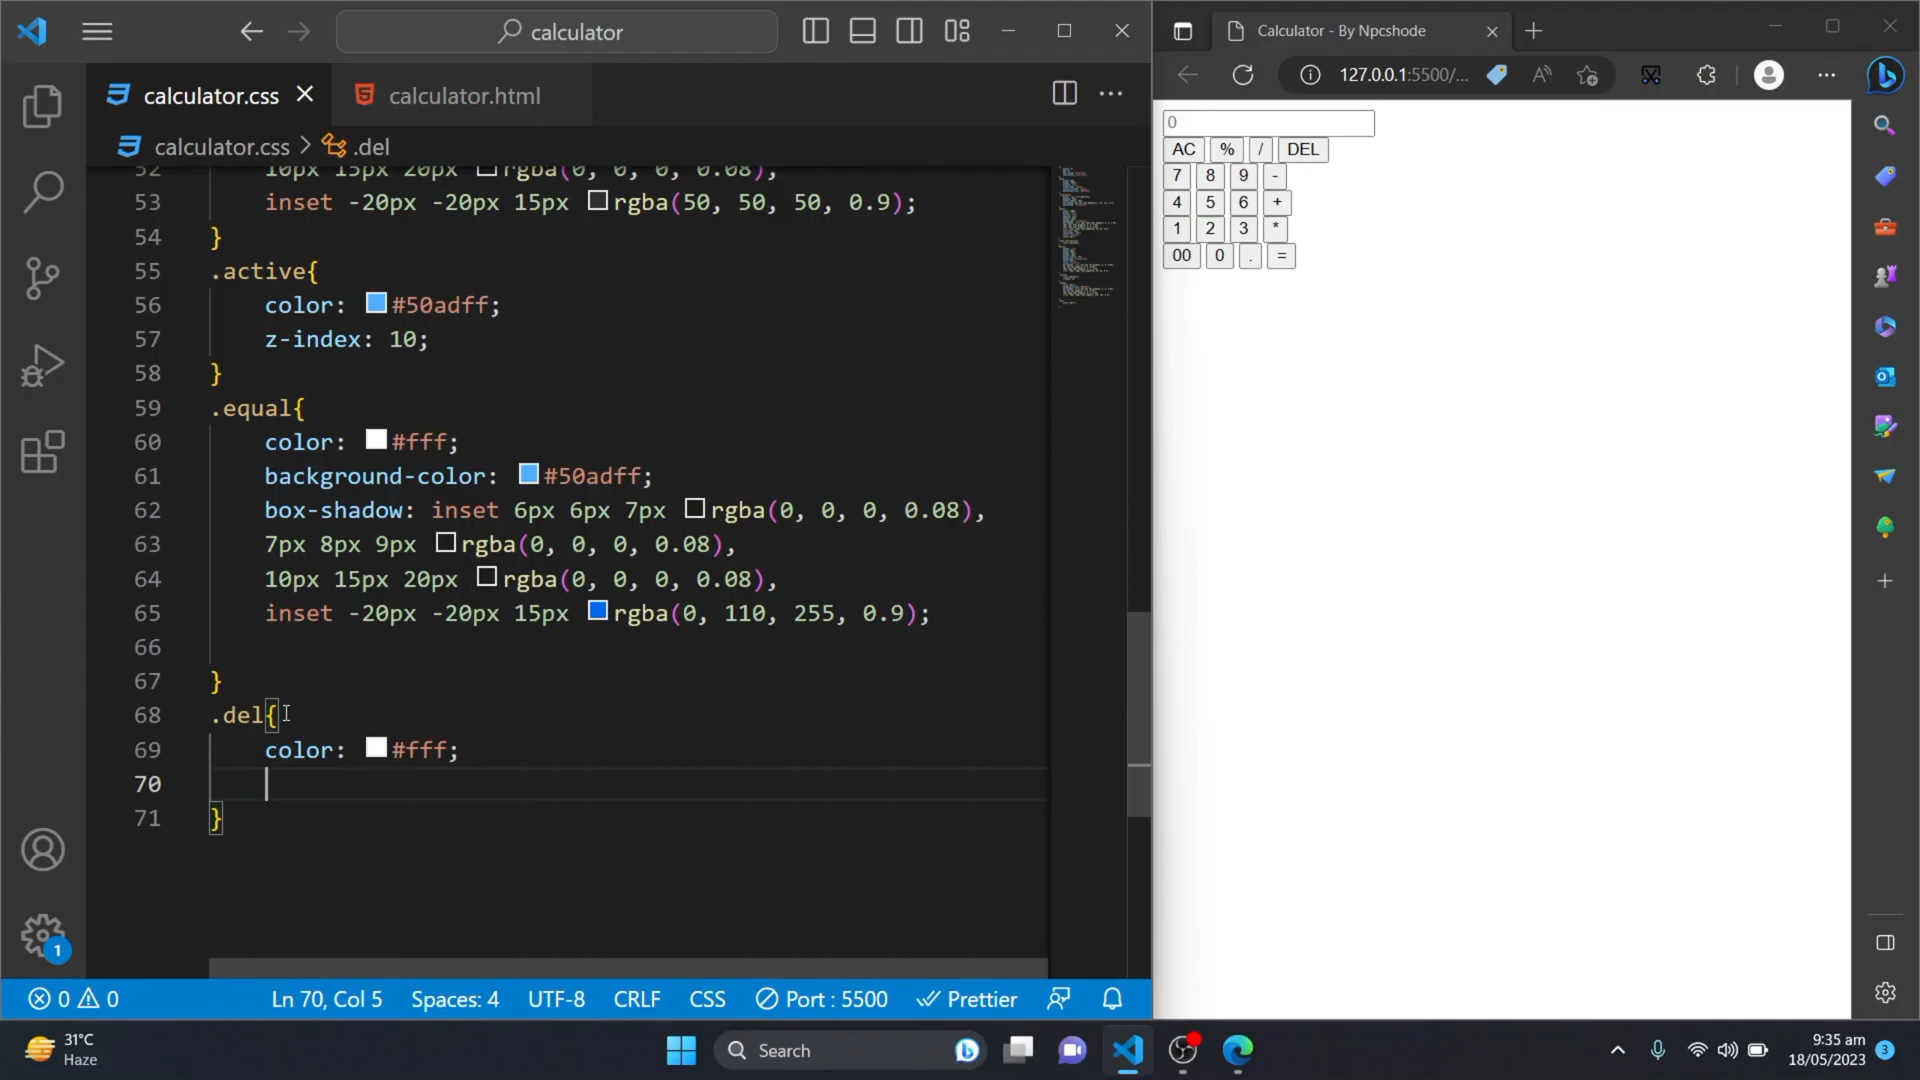 calculator
calculator.css
calculator.html
calculator.css > .del
52 10px 15px 20px rgba(0, 0, 0, 0.08),
53 inset -20px -20px 15px rgba(50, 50, 50, 0.9);
54 }
55 .active{
56 color: #50adff;
57 z-index: 10;
58 }
59 .equal{
60 color: #fff;
61 background-color: #50adff;
62 box-shadow: inset 6px 6px 7px rgba(0, 0, 0, 0.08),
63 7px 8px 9px rgba(0, 0, 0, 0.08),
64 10px 15px 20px rgba(0, 0, 0, 0.08),
65 inset -20px -20px 15px rgba(0, 110, 255, 0.9);
66
67 }
68 .del{
69 color: #fff;
70
71 }
1
0 0 Ln 70, Col 5 Spaces: 4 UTF-8 CRLF CSS Port : 5500 Prettier
Calculator - By Npcshode
127.0.0.1:5500/...
0
AC % / DEL
7 8 9 -
4 5 6 +
1 2 3 *
00 0 . =
31°C
Haze
Search
9:35 am
18/05/2023
3